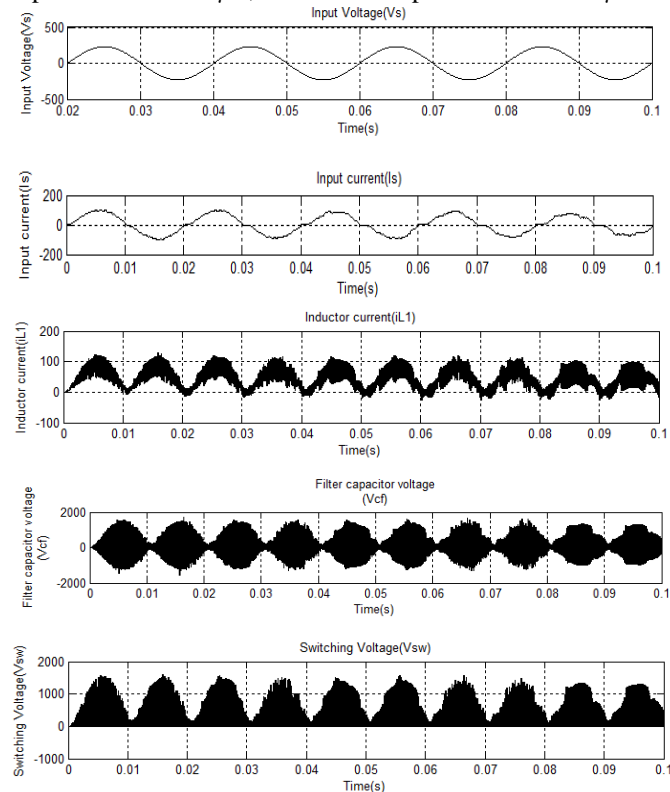 Input Voltage(Vs)
Input Voltage(Vs)
500
0
-500
0.02 0.03 0.04 0.05 0.06 0.07 0.08 0.09 0.1
Time(s)
Input current(Is)
Input current(Is)
200
0
-200
0 0.01 0.02 0.03 0.04 0.05 0.06 0.07 0.08 0.09 0.1
Time(s)
Inductor current(iL1)
Inductor current(iL1)
200
100
0
-100
0 0.01 0.02 0.03 0.04 0.05 0.06 0.07 0.08 0.09 0.1
Time(s)
Filter capacitor voltage
(Vcf)
Filter capacitor voltage
(Vcf)
2000
0
-2000
0 0.01 0.02 0.03 0.04 0.05 0.06 0.07 0.08 0.09 0.1
Time(s)
Switching Voltage(Vsw)
Switching Voltage(Vsw)
2000
1000
0
-1000
0 0.01 0.02 0.03 0.04 0.05 0.06 0.07 0.08 0.09 0.1
Time(s)